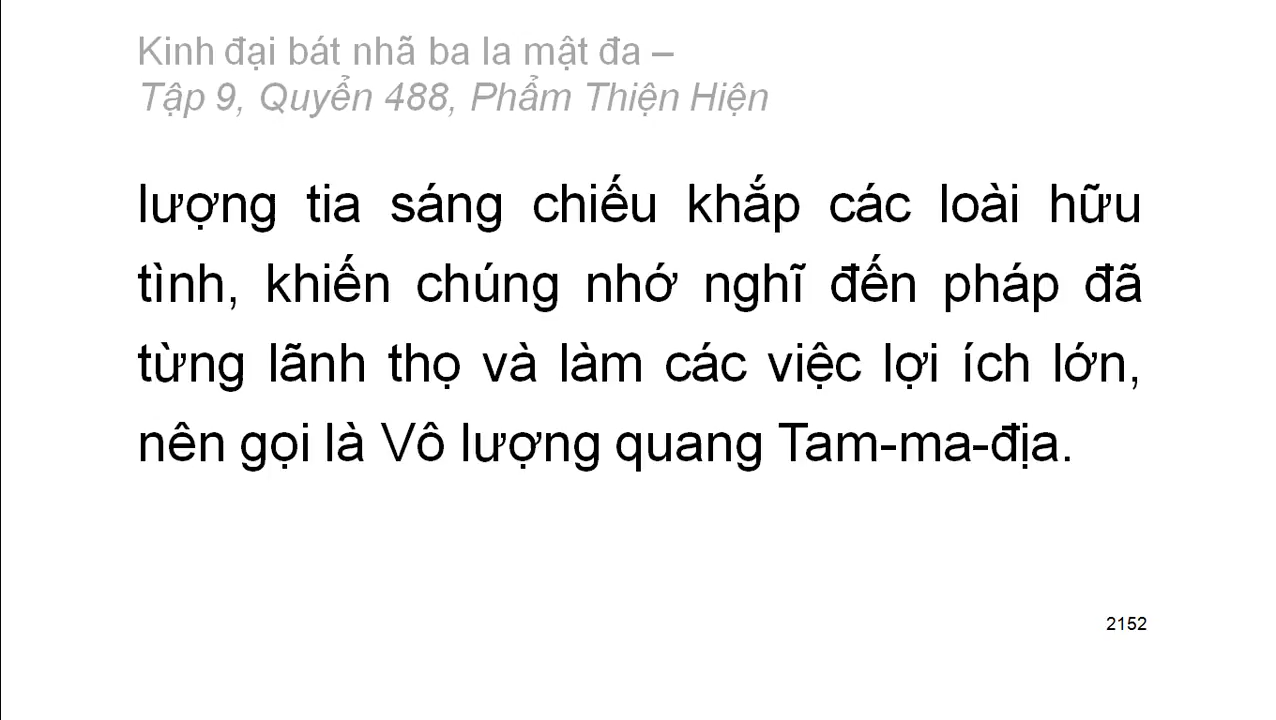 Kinh đại bát nhã ba la mật đa –
Tập 9, Quyển 488, Phẩm Thiện Hiện
lượng tia sáng chiếu khắp các loài hữu
tình, khiến chúng nhớ nghĩ đến pháp đã
từng lãnh thọ và làm các việc lợi ích lớn,
nên gọi là Vô lượng quang Tam-ma-địa.
2152